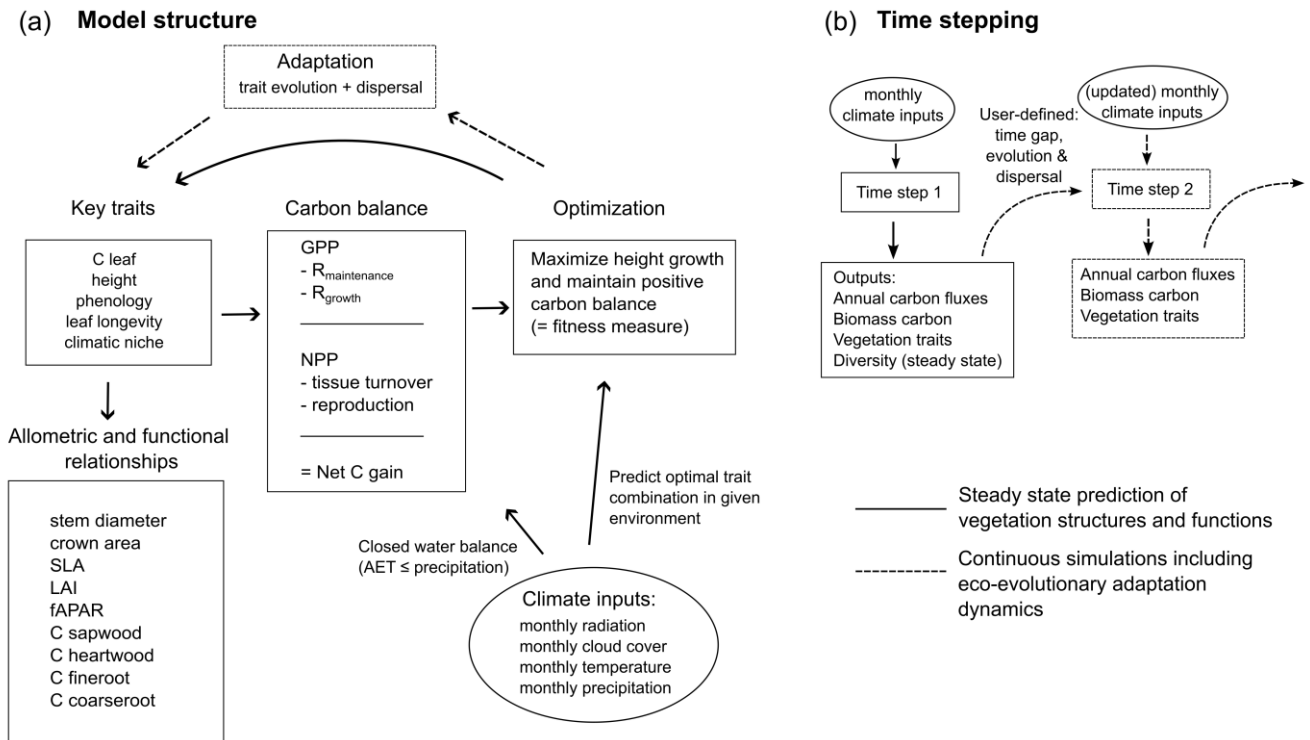 (a) Model structure
Adaptation
trait evolution + dispersal
Key traits
C leaf
height
phenology
leaf longevity
climatic niche
Carbon balance
GPP
- Rmaintenance
- Rgrowth
NPP
- tissue turnover
- reproduction
= Net C gain
Optimization
Maximize height growth
and maintain positive
carbon balance
(= fitness measure)
Allometric and functional
relationships
stem diameter
crown area
SLA
LAI
fAPAR
C sapwood
C heartwood
C fineroot
C coarseroot
Predict optimal trait
combination in given
environment
Closed water balance
(AET ≤ precipitation)
Climate inputs:
monthly radiation
monthly cloud cover
monthly temperature
monthly precipitation
(b) Time stepping
monthly
climate inputs
Time step 1
Outputs:
Annual carbon fluxes
Biomass carbon
Vegetation traits
Diversity (steady state)
User-defined:
time gap,
evolution &
dispersal
(updated) monthly
climate inputs
Time step 2
Annual carbon fluxes
Biomass carbon
Vegetation traits
Steady state prediction of
vegetation structures and functions
Continuous simulations including
eco-evolutionary adaptation
dynamics